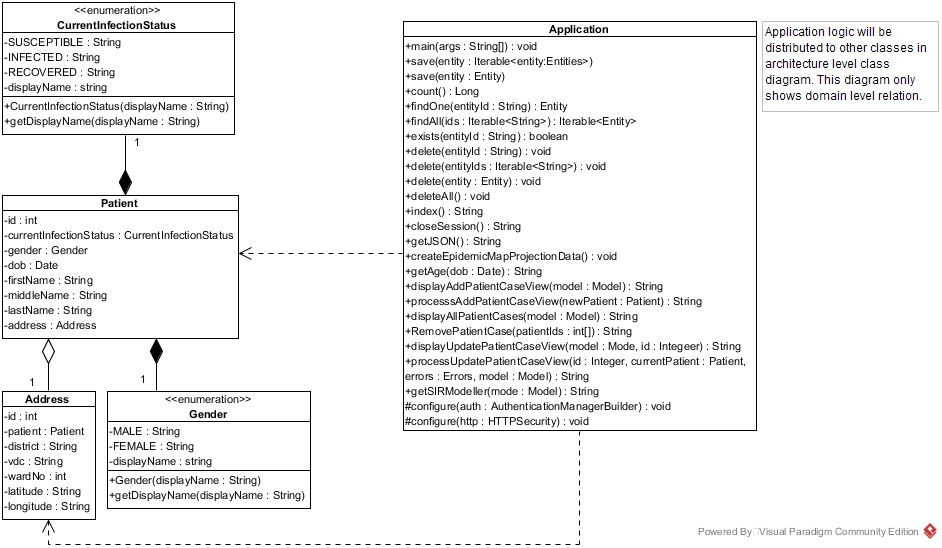 <<enumeration>>
CurrentInfectionStatus
-SUSCEPTIBLE : String
-INFECTED : String
-RECOVERED : String
-displayName : string
+CurrentInfectionStatus(displayName : String)
+getDisplayName(displayName : String)
1
Patient
-id : int
-currentInfectionStatus : CurrentInfectionStatus
-gender : Gender
-dob : Date
-firstName : String
-middleName : String
-lastName : String
-address : Address
1
1
Address
-id : int
-patient : Patient
-district : String
-vdc : String
-wardNo : int
-latitude : String
-longitude : String
<<enumeration>>
Gender
-MALE : String
-FEMALE : String
-displayName : string
+Gender(displayName : String)
+getDisplayName(displayName : String)
Application
+main(args : String[]) : void
+save(entity : Iterable<entity:Entities>)
+save(entity : Entity)
+count() : Long
+findOne(entityId : String) : Entity
+findAll(ids : Iterable<String>) : Iterable<Entity>
+exists(entityId : String) : boolean
+delete(entityId : String) : void
+delete(entityIds : Iterable<String>) : void
+delete(entity : Entity) : void
+deleteAll() : void
+index() : String
+closeSession() : String
+getJSON() : String
+createEpidemicMapProjectionData() : void
+getAge(dob : Date) : String
+displayAddPatientCaseView(model : Model) : String
+processsAddPatientCaseView(newPatient : Patient) : String
+displayAllPatientCases(model : Model) : String
+RemovePatientCase(patientIds : int[]) : String
+displayUpdatePatientCaseView(model : Mode, id : Integeer) : String
+processUpdatePatientCaseView(id : Integer, currentPatient : Patient,
errors : Errors, model : Model) : String
+getSIRModeller(mode : Model) : String
#configure(auth : AuthenticationManagerBuilder) : void
#configure(http : HTTPSecurity) : void
Application logic will be
distributed to other classes in
architecture level class
diagram. This diagram only
shows domain level relation.
Powered By Visual Paradigm Community Edition